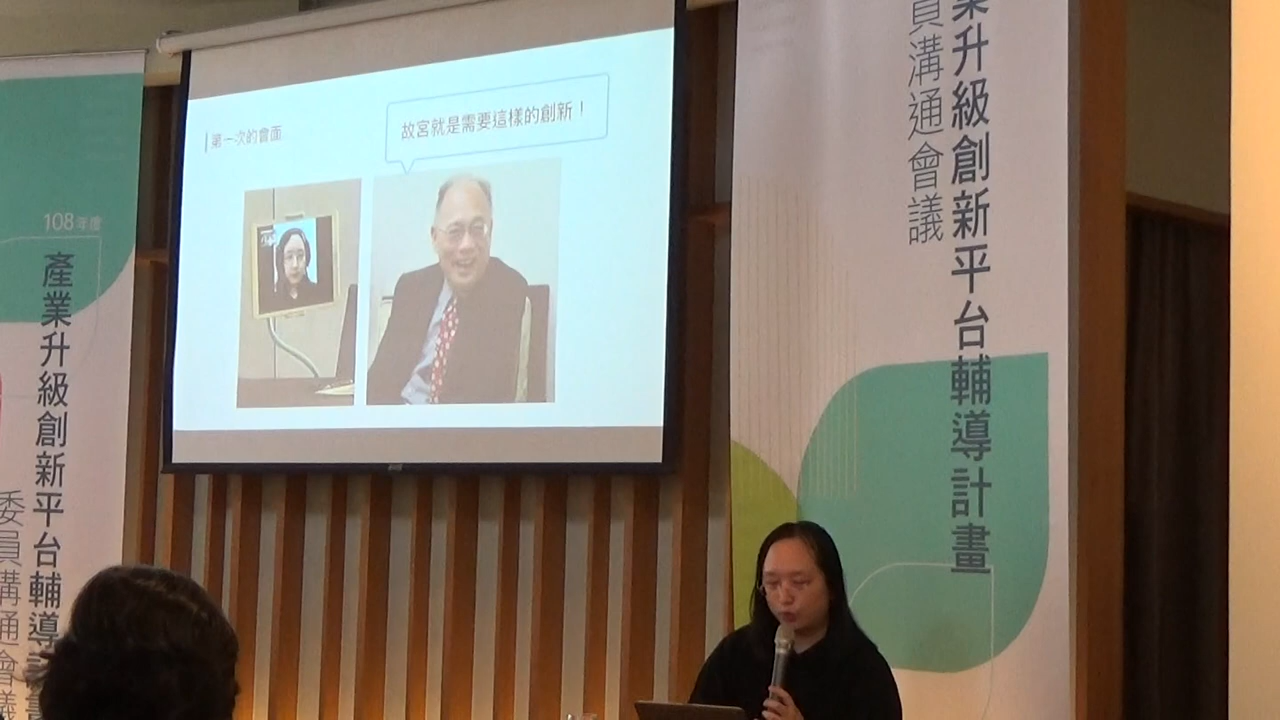 第一次的會面
故宮就是需要這樣的創新！
108年度
產業升級創新平台輔導
委員溝通會議
業升級創新平台輔導計畫
員溝通會議